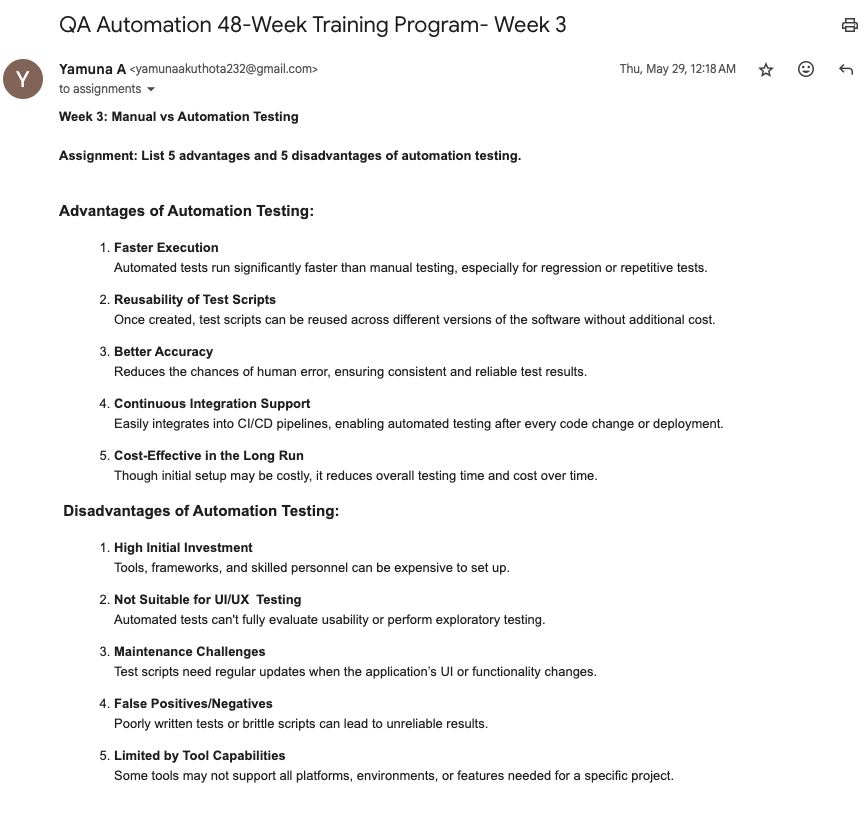 QA Automation 48-Week Training Program- Week 3
Yamuna A <yamunaakuthota232@gmail.com>
Thu, May 29, 12:18 AM
Y
to assignments
Week 3: Manual vs Automation Testing
Assignment: List 5 advantages and 5 disadvantages of automation testing.
Advantages of Automation Testing:
1. Faster Execution
Automated tests run significantly faster than manual testing, especially for regression or repetitive tests.
2. Reusability of Test Scripts
Once created, test scripts can be reused across different versions of the software without additional cost.
3. Better Accuracy
Reduces the chances of human error, ensuring consistent and reliable test results.
4. Continuous Integration Support
Easily integrates into CI/CD pipelines, enabling automated testing after every code change or deployment.
5. Cost-Effective in the Long Run
Though initial setup may be costly, it reduces overall testing time and cost over time.
Disadvantages of Automation Testing:
1. High Initial Investment
Tools, frameworks, and skilled personnel can be expensive to set up.
2. Not Suitable for UI/UX  Testing
Automated tests can't fully evaluate usability or perform exploratory testing.
3. Maintenance Challenges
Test scripts need regular updates when the application’s UI or functionality changes.
4. False Positives/Negatives
Poorly written tests or brittle scripts can lead to unreliable results.
5. Limited by Tool Capabilities
Some tools may not support all platforms, environments, or features needed for a specific project.